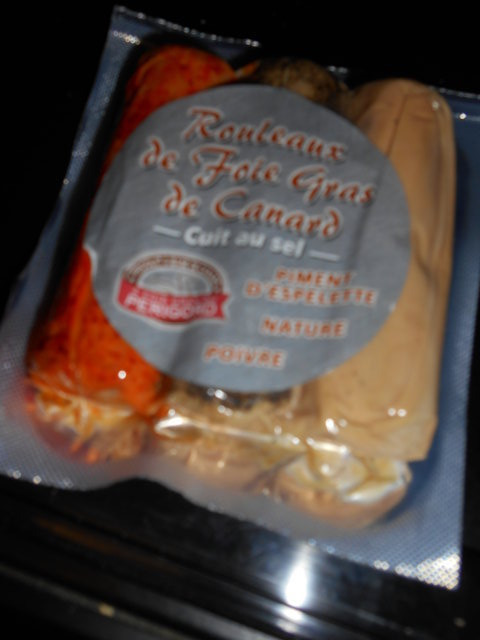 Rouleaux
de Foie Gras
de Canard
— Cuit au sel —
PÉRIGORD
PIMENT
D'ESPELETTE
NATURE
POIVRE